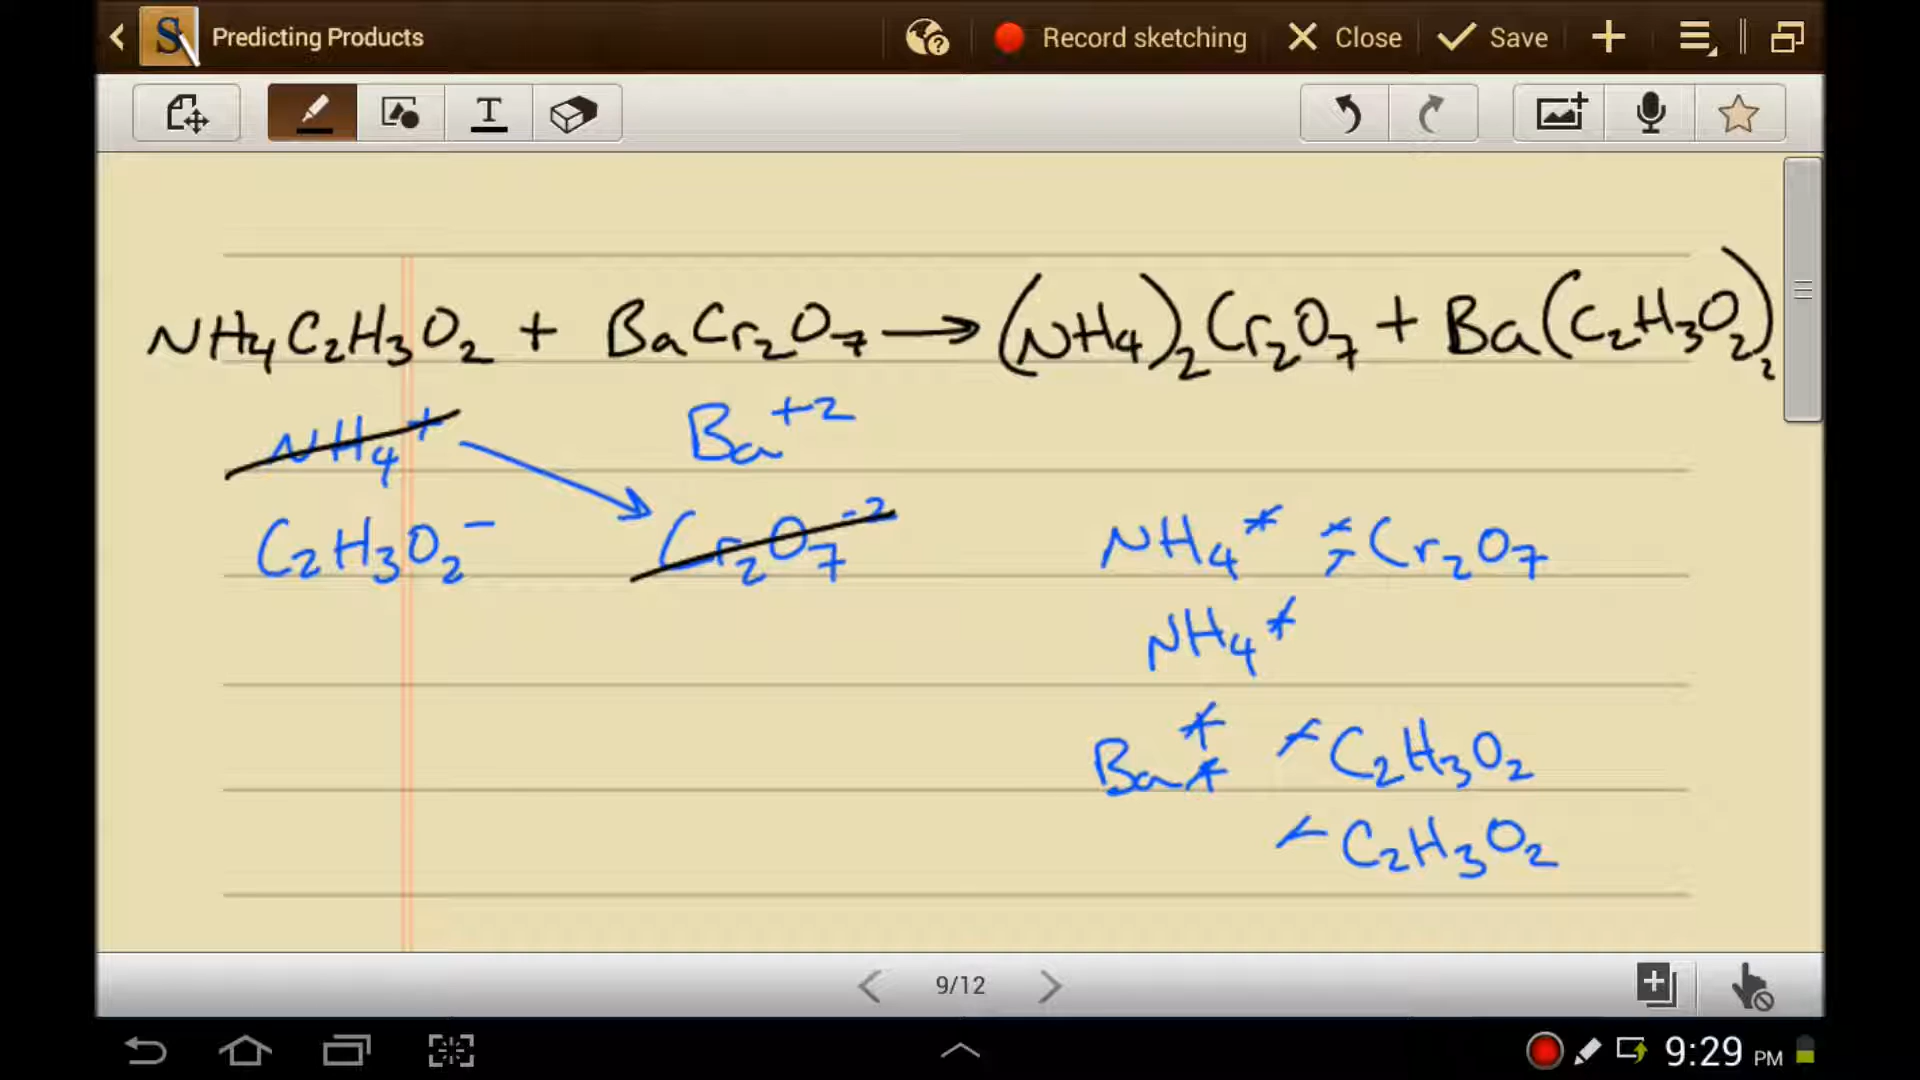 Predicting Products Record sketching Close Save
T
NH4C2H3O2 + BaCr2O7 → (NH4)2Cr2O7 + Ba(C2H3O2)2
NH4+ Ba+2
C2H3O2− Cr2O7−2
NH4+ −−Cr2O7
NH4+
Ba++ −C2H3O2
−C2H3O2
9/12
9:29 PM